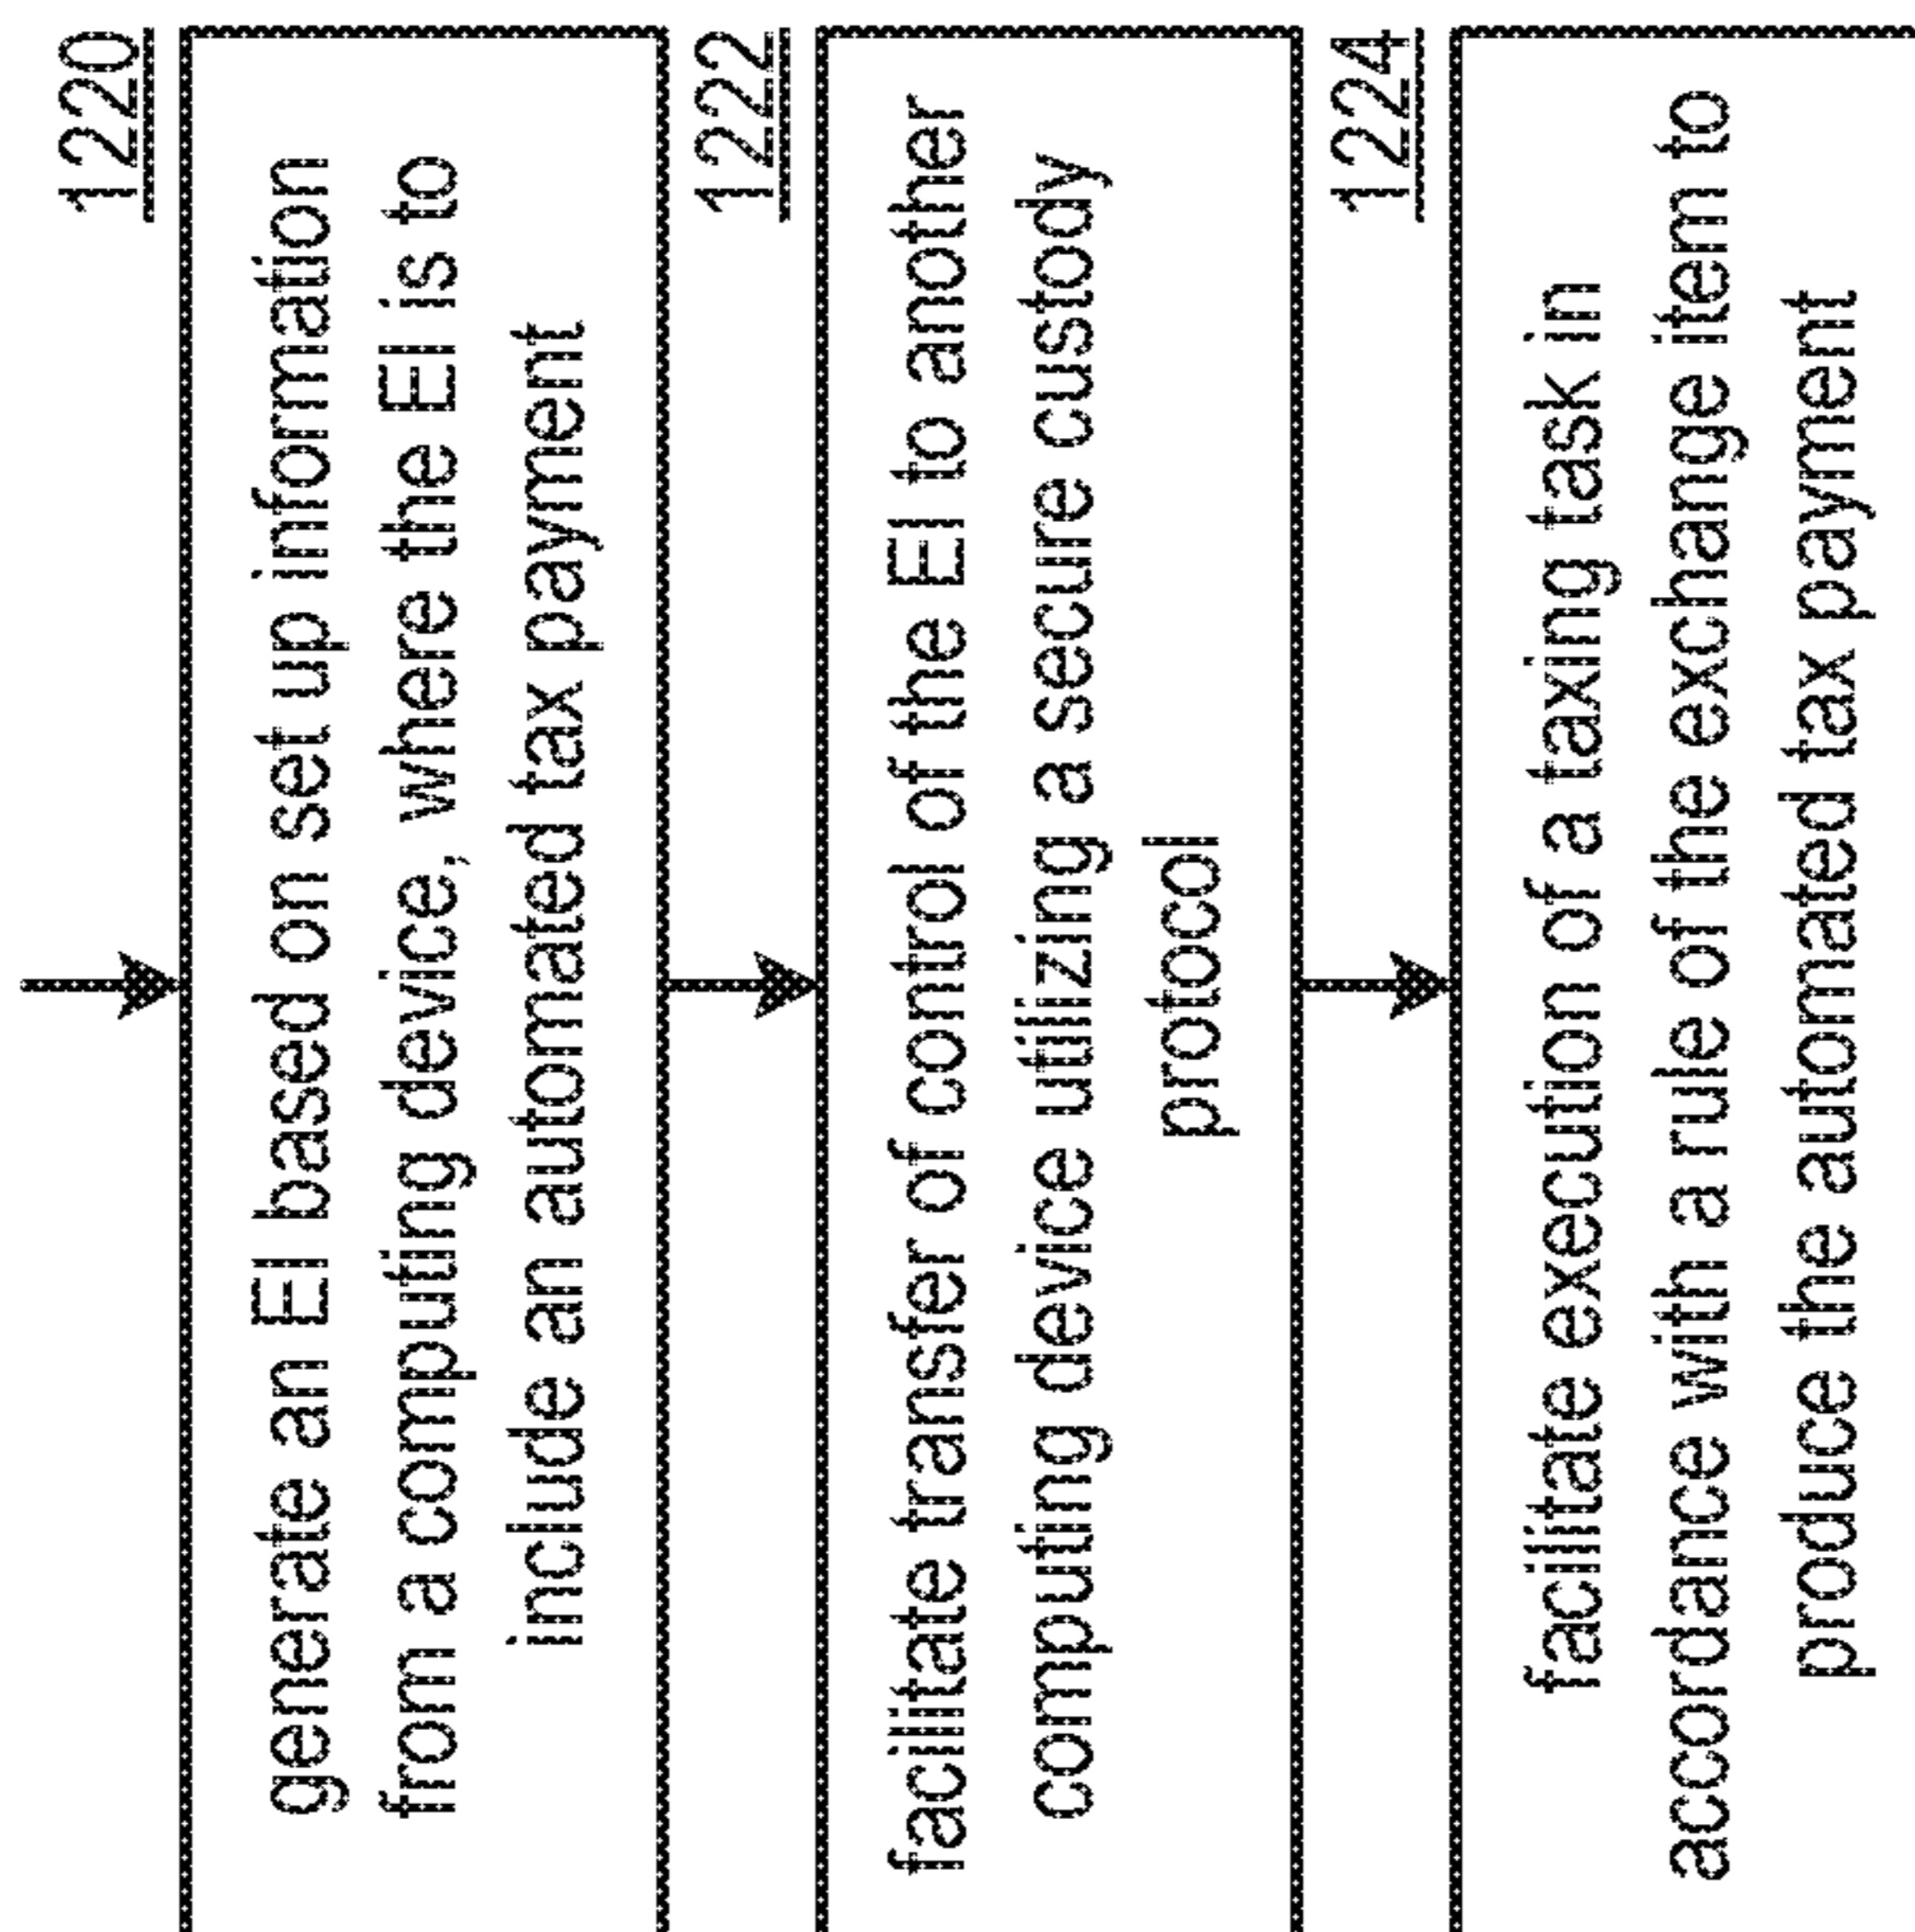 1220
generate an EI based on set up information
from a computing device, where the EI is to
include an automated tax payment
1222
facilitate transfer of control of the EI to another
computing device utilizing a secure custody
protocol
1224
facilitate execution of a taxing task in
accordance with a rule of the exchange item to
produce the automated tax payment